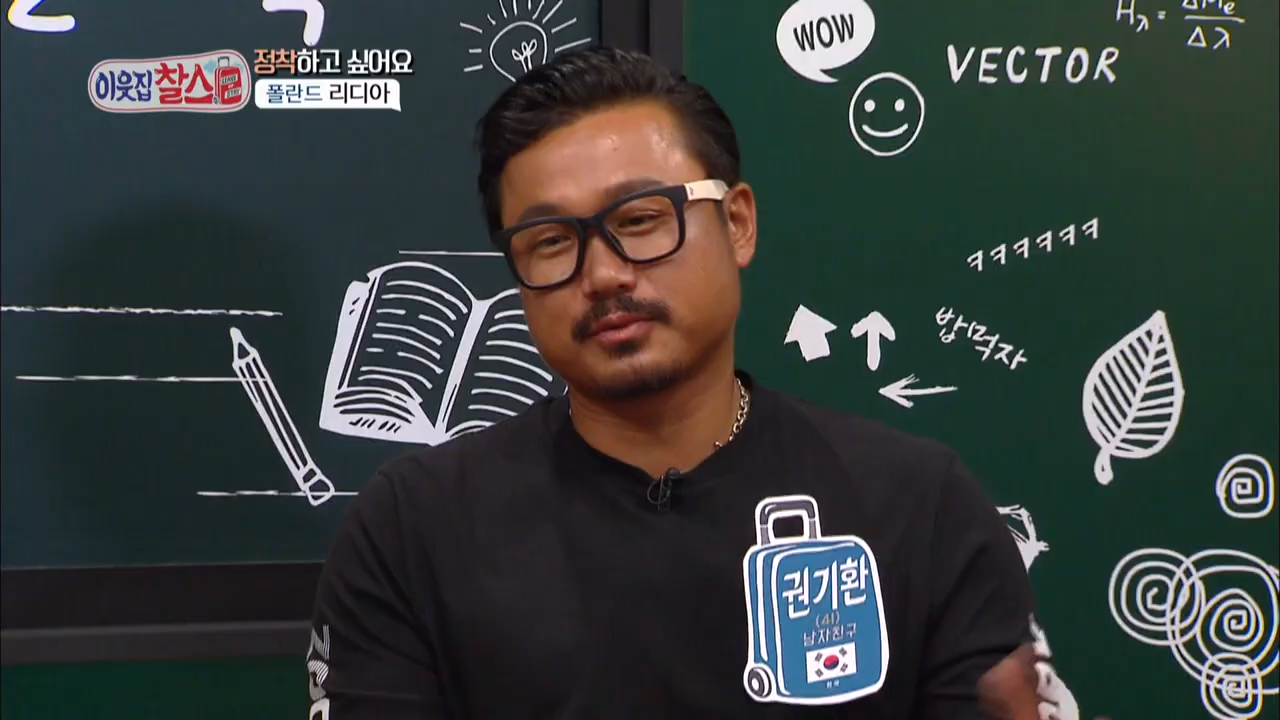 이웃집 찰스
정착하고 싶어요
폴란드 리디아
WOW
VECTOR
ㅋㅋㅋㅋㅋㅋ
밥먹자
권기환
(41)
남자친구